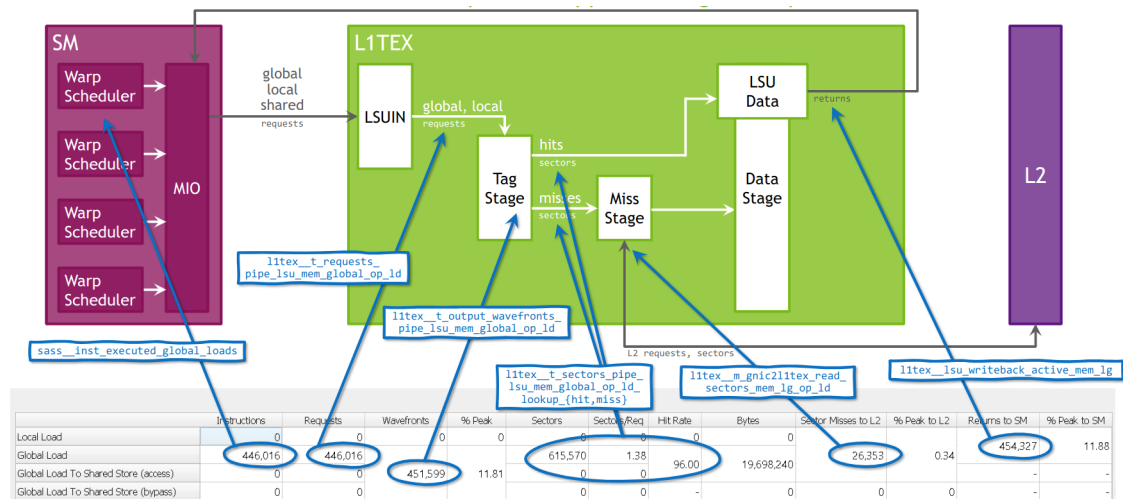 SM
L1TEX
Warp
Scheduler
Warp
Scheduler
Warp
Scheduler
Warp
Scheduler
MIO
global
local
shared
requests
LSUIN
global, local
requests
Tag
Stage
hits
sectors
misses
sectors
Miss
Stage
LSU
Data
Data
Stage
returns
L2
L2 requests, sectors
l1tex__t_requests_
pipe_lsu_mem_global_op_ld
l1tex__t_output_wavefronts_
pipe_lsu_mem_global_op_ld
sass__inst_executed_global_loads
l1tex__t_sectors_pipe_
lsu_mem_global_op_ld_
lookup_{hit,miss}
l1tex__m_gnic2l1tex_read_
sectors_mem_lg_op_ld
l1tex__lsu_writeback_active_mem_lg
Instructions Requests Wavefronts % Peak Sectors Sectors/Req Hit Rate Bytes Sector Misses to L2 % Peak to L2 Returns to SM % Peak to SM
Local Load 0 0 0 0 0 0 0 0
Global Load 446,016 446,016 451,599 11.81 615,570 1.38 96.00 19,698,240 26,353 0.34 454,327 11.88
Global Load To Shared Store (access) 0 0 0 0 - -
Global Load To Shared Store (bypass) 0 0 0 0 0 0 - 0 0 0 - -